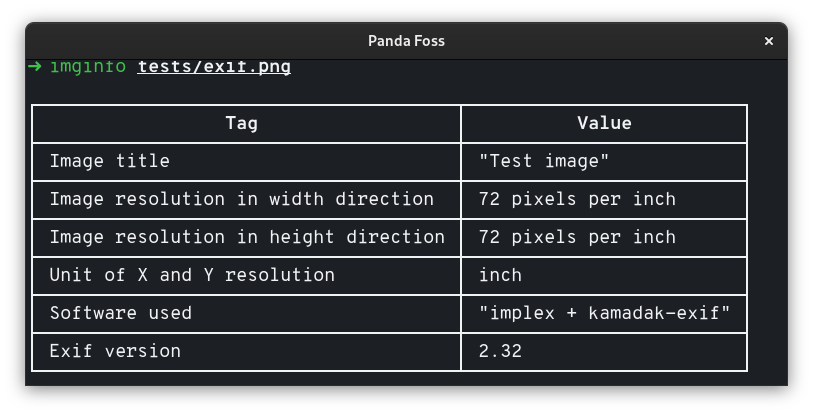 Panda Foss ×
→ imginfo tests/exif.png
Tag Value
Image title "Test image"
Image resolution in width direction 72 pixels per inch
Image resolution in height direction 72 pixels per inch
Unit of X and Y resolution inch
Software used "implex + kamadak-exif"
Exif version 2.32